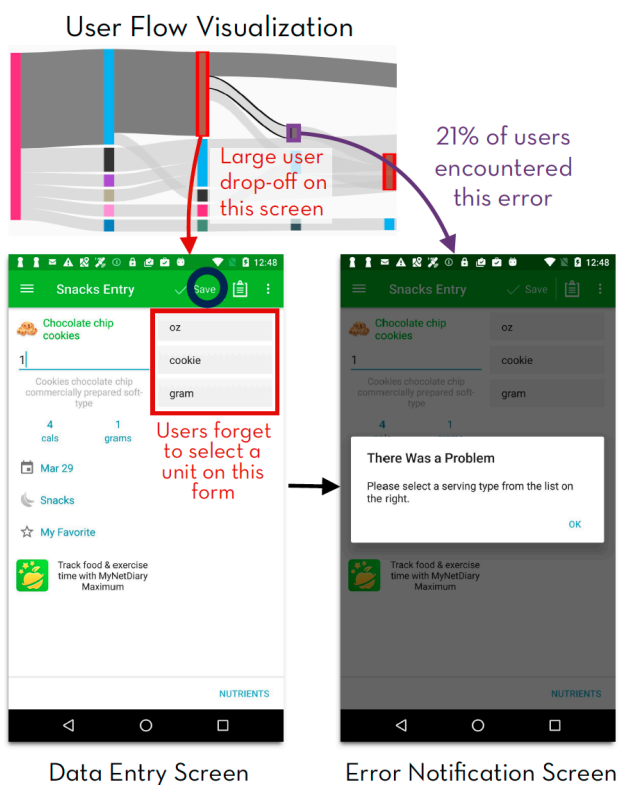 User Flow Visualization
Large user
drop-off on
this screen
21% of users
encountered
this error
12:48
Snacks Entry
Save
Chocolate chip
cookies
1
Cookies chocolate chip
commercially prepared soft-
type
4
cals
1
grams
oz
cookie
gram
Users forget
to select a
unit on this
form
Mar 29
Snacks
My Favorite
Track food & exercise
time with MyNetDiary
Maximum
NUTRIENTS
Data Entry Screen
12:48
Snacks Entry
Save
Chocolate chip
cookies
1
Cookies chocolate chip
commercially prepared soft-
type
4
1
oz
cookie
gram
There Was a Problem
Please select a serving type from the list on
the right.
OK
Track food & exercise
time with MyNetDiary
Maximum
NUTRIENTS
Error Notification Screen